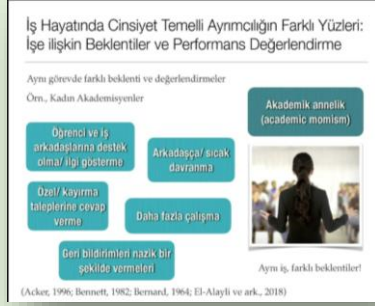 İş Hayatında Cinsiyet Temelli Ayrımcılığın Farklı Yüzleri:
İşe ilişkin Beklentiler ve Performans Değerlendirme
Aynı görevde farklı beklenti ve değerlendirmeler
Örn., Kadın Akademisyenler
Akademik annelik
(academic momism)
Öğrenci ve iş
arkadaşlarına destek
olma/ ilgi gösterme
Arkadaşça/ sıcak
davranma
Özel/ kayırma
taleplerine cevap
verme
Daha fazla çalışma
Geri bildirimleri nazik bir
şekilde vermeleri
Aynı iş, farklı beklentiler!
(Acker, 1996; Bennett, 1982; Bernard, 1964; El-Alayli ve ark., 2018)